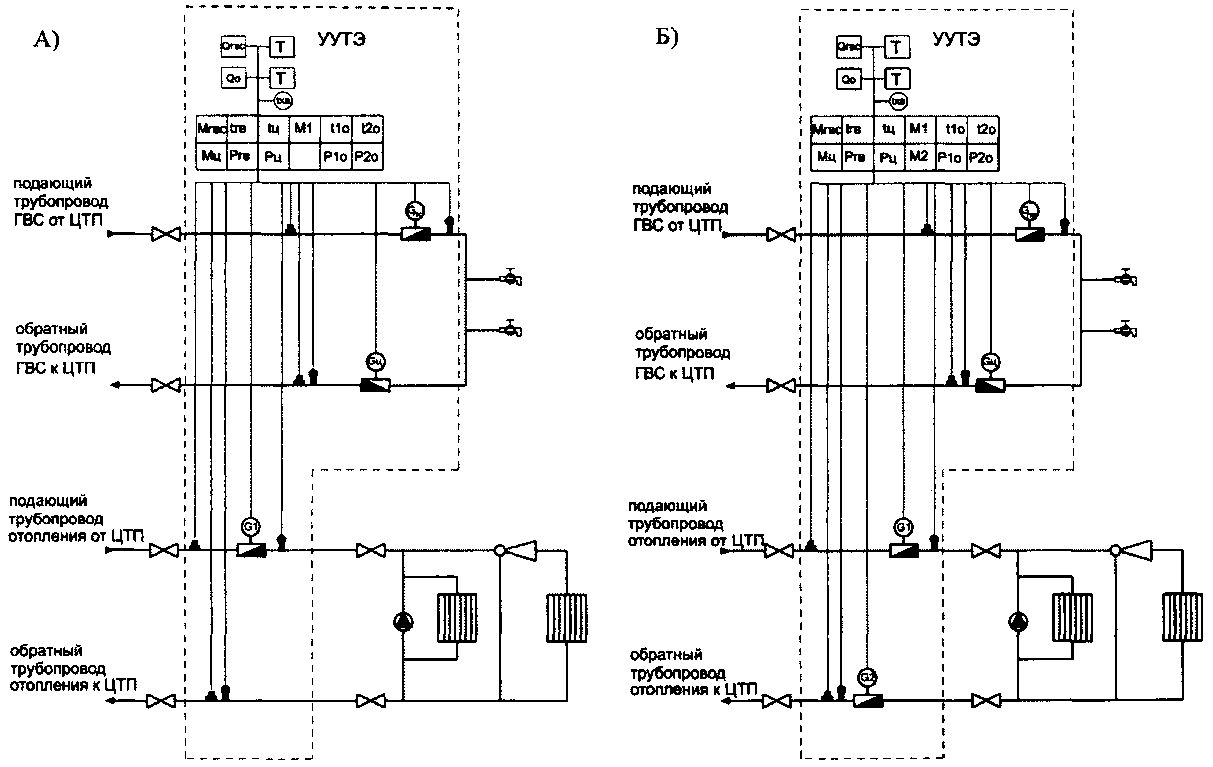 А)
УУТЭ
Qгвс Т
Qо Т
tхв
Мгвс tгв tц М1 t1о t2о
Мц Ргв Рц Р1о Р2о
подающий
трубопровод
ГВС от ЦТП
обратный
трубопровод
ГВС к ЦТП
Gц
подающий
трубопровод
отопления от ЦТП
G1
обратный
трубопровод
отопления к ЦТП
Б)
УУТЭ
Qгвс Т
Qо Т
tхв
Мгвс tгв tц М1 t1о t2о
Мц Ргв Рц М2 Р1о Р2о
подающий
трубопровод
ГВС от ЦТП
обратный
трубопровод
ГВС к ЦТП
Gц
подающий
трубопровод
отопления от ЦТП
G1
обратный
трубопровод
отопления к ЦТП
G2